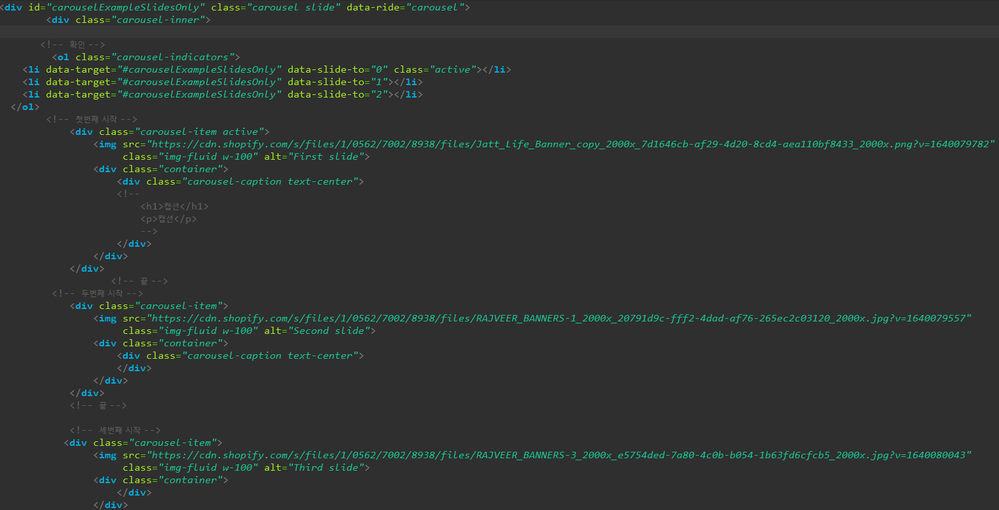 <div id="carouselExampleSlidesOnly" class="carousel slide" data-ride="carousel">
<div class="carousel-inner">
<!-- 확인 -->
<ol class="carousel-indicators">
<li data-target="#carouselExampleSlidesOnly" data-slide-to="0" class="active"></li>
<li data-target="#carouselExampleSlidesOnly" data-slide-to="1"></li>
<li data-target="#carouselExampleSlidesOnly" data-slide-to="2"></li>
</ol>
<!-- 첫번째 시작 -->
<div class="carousel-item active">
<img src="https://cdn.shopify.com/s/files/1/0562/7002/8938/files/Jatt_Life_Banner_copy_2000x_7d1646cb-af29-4d20-8cd4-aea110bf8433_2000x.png?v=1640079782"
class="img-fluid w-100" alt="First slide">
<div class="container">
<div class="carousel-caption text-center">
<!--
<h1>캡션</h1>
<p>캡션</p>
-->
</div>
</div>
</div>
<!-- 끝 -->
<!-- 두번째 시작 -->
<div class="carousel-item">
<img src="https://cdn.shopify.com/s/files/1/0562/7002/8938/files/RAJVEER_BANNERS-1_2000x_20791d9c-fff2-4dad-af76-265ec2c03120_2000x.jpg?v=1640079557"
class="img-fluid w-100" alt="Second slide">
<div class="container">
<div class="carousel-caption text-center">
</div>
</div>
</div>
<!-- 끝 -->
<!-- 세번째 시작 -->
<div class="carousel-item">
<img src="https://cdn.shopify.com/s/files/1/0562/7002/8938/files/RAJVEER_BANNERS-3_2000x_e5754ded-7a80-4c0b-b054-1b63fd6cfcb5_2000x.jpg?v=1640080043"
class="img-fluid w-100" alt="Third slide">
<div class="container">
</div>
</div>